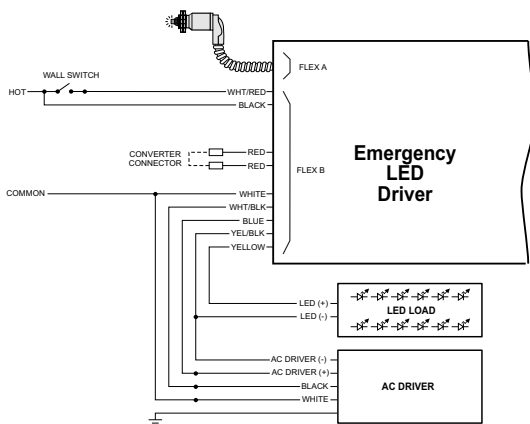 FLEX A
WALL SWITCH
HOT
WHT/RED
BLACK
CONVERTER
CONNECTOR
RED
RED
FLEX B
Emergency
LED
Driver
COMMON
WHITE
WHT/BLK
BLUE
YEL/BLK
YELLOW
LED (+)
LED (-)
LED LOAD
AC DRIVER (-)
AC DRIVER (+)
BLACK
WHITE
AC DRIVER